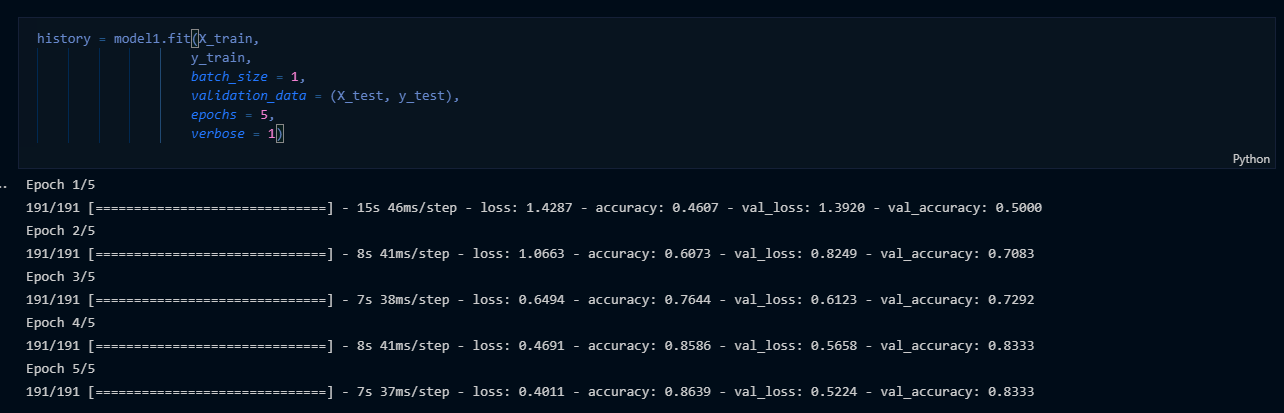 history = model1.fit(X_train,
y_train,
batch_size = 1,
validation_data = (X_test, y_test),
epochs = 5,
verbose = 1)
Python
..
Epoch 1/5
191/191 [==============================] - 15s 46ms/step - loss: 1.4287 - accuracy: 0.4607 - val_loss: 1.3920 - val_accuracy: 0.5000
Epoch 2/5
191/191 [==============================] - 8s 41ms/step - loss: 1.0663 - accuracy: 0.6073 - val_loss: 0.8249 - val_accuracy: 0.7083
Epoch 3/5
191/191 [==============================] - 7s 38ms/step - loss: 0.6494 - accuracy: 0.7644 - val_loss: 0.6123 - val_accuracy: 0.7292
Epoch 4/5
191/191 [==============================] - 8s 41ms/step - loss: 0.4691 - accuracy: 0.8586 - val_loss: 0.5658 - val_accuracy: 0.8333
Epoch 5/5
191/191 [==============================] - 7s 37ms/step - loss: 0.4011 - accuracy: 0.8639 - val_loss: 0.5224 - val_accuracy: 0.8333